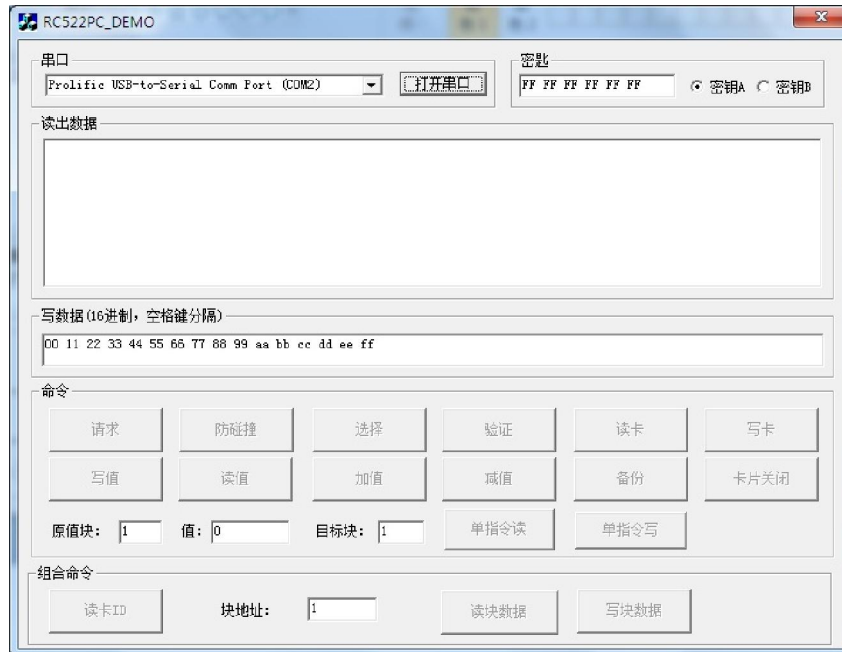 RC522PC_DEMO
串口
密匙
Prolific USB-to-Serial Comm Port (COM2) 打开串口 FF FF FF FF FF FF 密钥A 密钥B
读出数据
写数据(16进制，空格键分隔)
00 11 22 33 44 55 66 77 88 99 aa bb cc dd ee ff
命令
请求 防碰撞 选择 验证 读卡 写卡
写值 读值 加值 减值 备份 卡片关闭
原值块： 1 值：0 目标块： 1 单指令读 单指令写
组合命令
读卡ID 块地址： 1 读块数据 写块数据